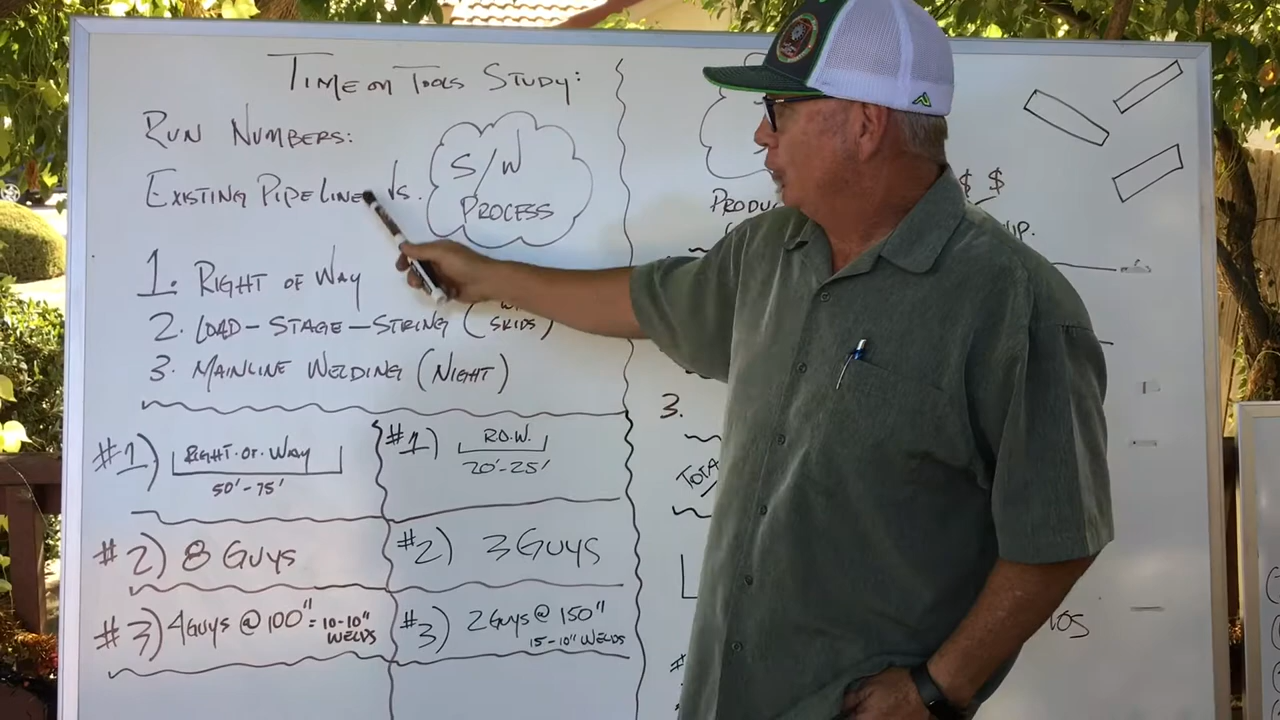 TIME ON TOOLS STUDY:
RUN NUMBERS:
EXISTING PIPELINE VS.
S/W
PROCESS
1. RIGHT OF WAY
2. LOAD-STAGE-STRING (
SKIDS)
3. MAINLINE WELDING (NIGHT)
#1) RIGHT-OF-WAY
50'-75'
#1) R.O.W.
20'-25'
#2) 8 GUYS
#2) 3 GUYS
#3) 4 GUYS @ 100" = 10-10"
WELDS
#3) 2 GUYS @ 150"
15-10" WELDS
$ $
3.